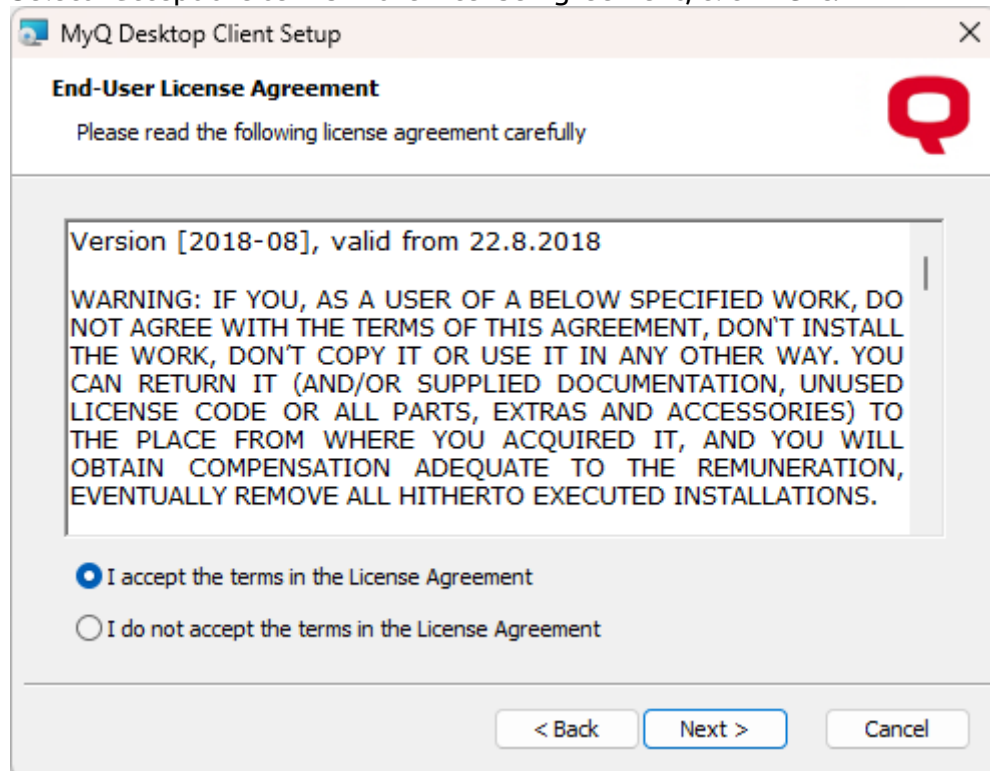 MyQ Desktop Client Setup
End-User License Agreement
Please read the following license agreement carefully
Version [2018-08], valid from 22.8.2018
WARNING: IF YOU, AS A USER OF A BELOW SPECIFIED WORK, DO
NOT AGREE WITH THE TERMS OF THIS AGREEMENT, DON`T INSTALL
THE WORK, DON'T COPY IT OR USE IT IN ANY OTHER WAY. YOU
CAN RETURN IT (AND/OR SUPPLIED DOCUMENTATION, UNUSED
LICENSE CODE OR ALL PARTS, EXTRAS AND ACCESSORIES) TO
THE PLACE FROM WHERE YOU ACQUIRED IT, AND YOU WILL
OBTAIN COMPENSATION ADEQUATE TO THE REMUNERATION,
EVENTUALLY REMOVE ALL HITHERTO EXECUTED INSTALLATIONS.
I accept the terms in the License Agreement
I do not accept the terms in the License Agreement
< Back Next > Cancel